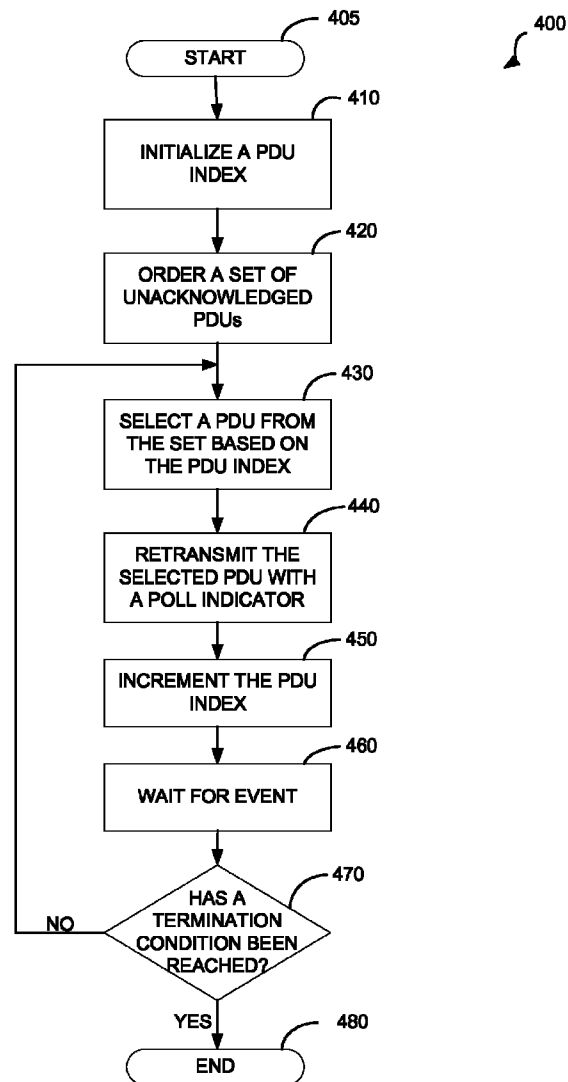 405
400
START
410
INITIALIZE A PDU
INDEX
420
ORDER A SET OF
UNACKNOWLEDGED
PDUs
430
SELECT A PDU FROM
THE SET BASED ON
THE PDU INDEX
440
RETRANSMIT THE
SELECTED PDU WITH
A POLL INDICATOR
450
INCREMENT THE PDU
INDEX
460
WAIT FOR EVENT
470
HAS A
TERMINATION
CONDITION BEEN
REACHED?
NO
YES
480
END